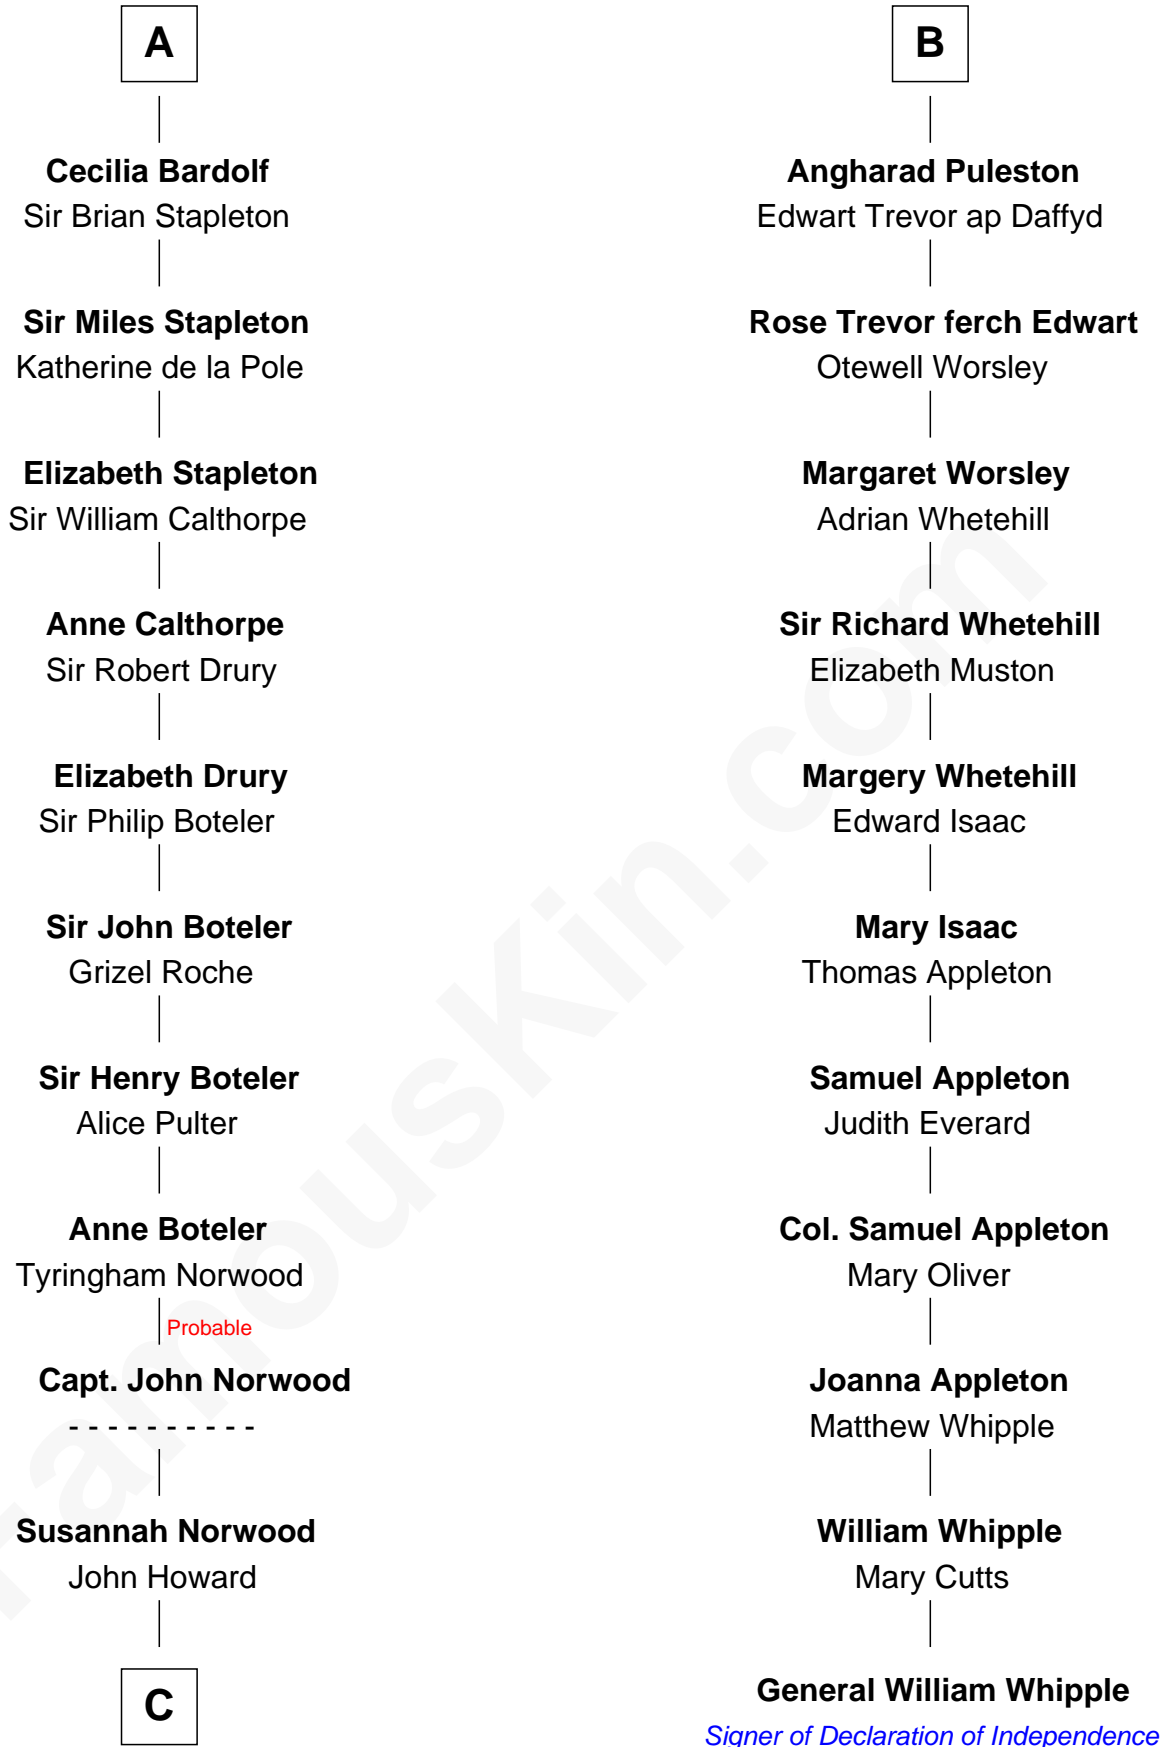 A
Cecilia Bardolf
Sir Brian Stapleton
Sir Miles Stapleton
Katherine de la Pole
Elizabeth Stapleton
Sir William Calthorpe
Anne Calthorpe
Sir Robert Drury
Elizabeth Drury
Sir Philip Boteler
Sir John Boteler
Grizel Roche
Sir Henry Boteler
Alice Pulter
Anne Boteler
Tyringham Norwood
Probable
Capt. John Norwood
- - - - - - - - - -
Susannah Norwood
John Howard
C
B
Angharad Puleston
Edwart Trevor ap Daffyd
Rose Trevor ferch Edwart
Otewell Worsley
Margaret Worsley
Adrian Whetehill
Sir Richard Whetehill
Elizabeth Muston
Margery Whetehill
Edward Isaac
Mary Isaac
Thomas Appleton
Samuel Appleton
Judith Everard
Col. Samuel Appleton
Mary Oliver
Joanna Appleton
Matthew Whipple
William Whipple
Mary Cutts
General William Whipple
Signer of Declaration of Independence
FamousKin.com